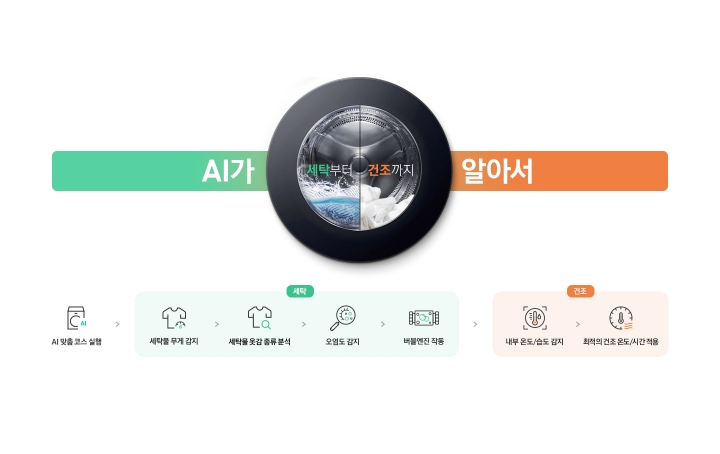 AI가 세탁부터 건조까지 알아서
세탁
건조
AI
AI 맞춤 코스 실행
세탁물 무게 감지
세탁물 옷감 종류 분석
오염도 감지
버블엔진 작동
내부 온도/습도 감지
최적의 건조 온도/시간 적용